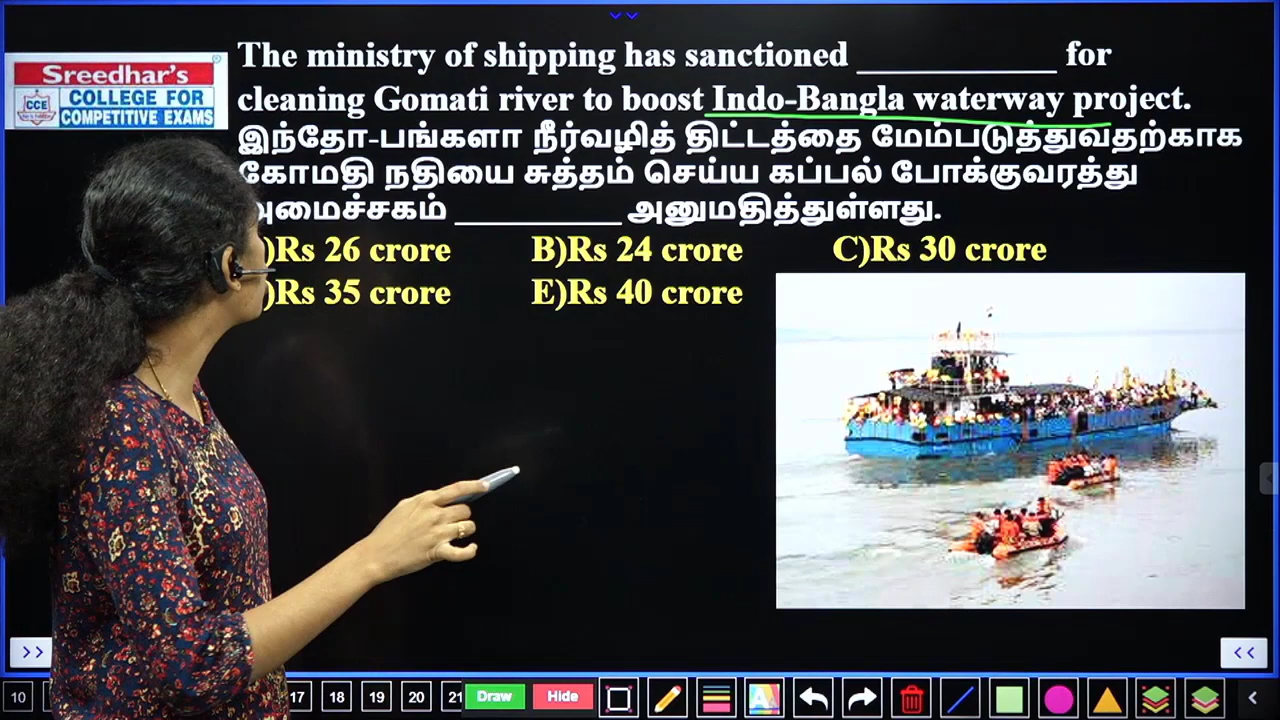 Sreedhar's
CCE
COLLEGE FOR
COMPETITIVE EXAMS
The ministry of shipping has sanctioned ____________ for
cleaning Gomati river to boost Indo-Bangla waterway project.
இந்தோ-பங்களா நீர்வழித் திட்டத்தை மேம்படுத்துவதற்காக
கோமதி நதியை சுத்தம் செய்ய கப்பல் போக்குவரத்து
அமைச்சகம் __________ அனுமதித்துள்ளது.
)Rs 26 crore B)Rs 24 crore C)Rs 30 crore
)Rs 35 crore E)Rs 40 crore
>> <<
10 17 18 19 20 21 Draw Hide